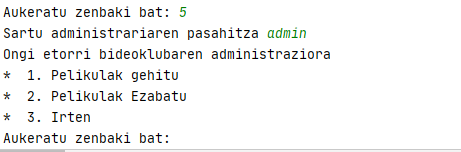 Aukeratu zenbaki bat: 5
Sartu administrariaren pasahitza admin
Ongi etorri bideoklubaren administraziora
*  1. Pelikulak gehitu
*  2. Pelikulak Ezabatu
*  3. Irten
Aukeratu zenbaki bat: